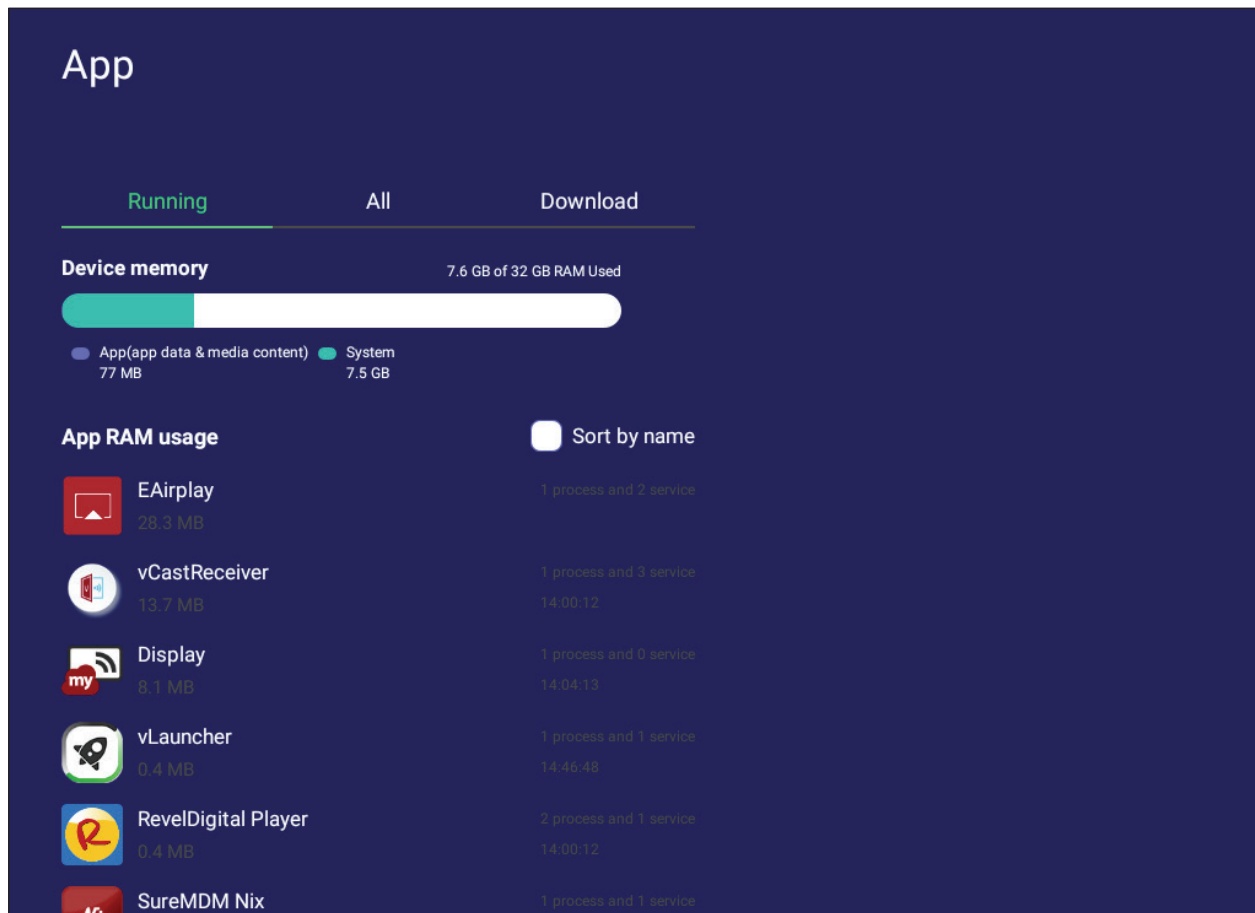 App
Running All Download
Device memory 7.6 GB of 32 GB RAM Used
App(app data & media content) System
77 MB 7.5 GB
App RAM usage Sort by name
EAirplay 1 process and 2 service
28.3 MB
vCastReceiver 1 process and 3 service
13.7 MB 14:00:12
Display 1 process and 0 service
my
8.1 MB 14:04:13
vLauncher 1 process and 1 service
0.4 MB 14:46:48
RevelDigital Player 2 process and 1 service
R
0.4 MB 14:00:12
SureMDM Nix 1 process and 1 service